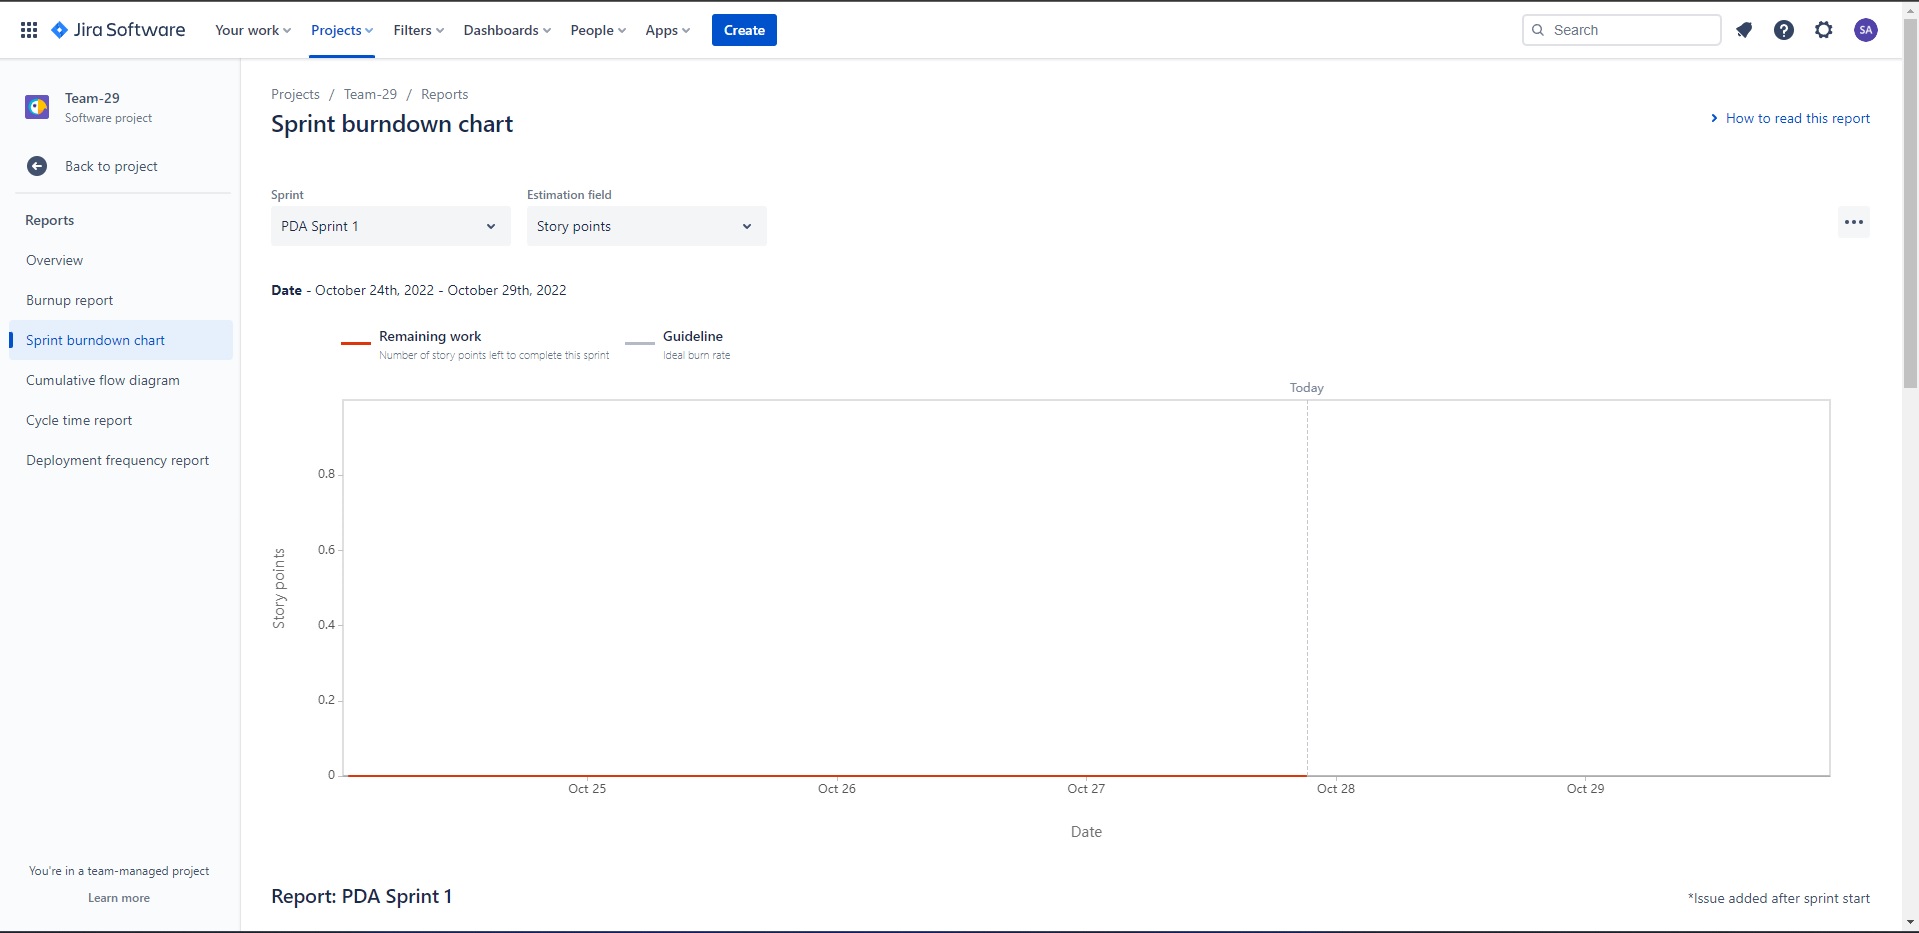 Jira Software Your work Projects Filters Dashboards People Apps Create Search SA
Team-29
Software project
Back to project
Reports
Overview
Burnup report
Sprint burndown chart
Cumulative flow diagram
Cycle time report
Deployment frequency report
You're in a team-managed project
Learn more
Projects / Team-29 / Reports
Sprint burndown chart
How to read this report
Sprint Estimation field
PDA Sprint 1 Story points
Date - October 24th, 2022 - October 29th, 2022
Remaining work Guideline
Number of story points left to complete this sprint Ideal burn rate
Today
0.8
0.6
0.4
0.2
0
Story points
Oct 25 Oct 26 Oct 27 Oct 28 Oct 29
Date
Report: PDA Sprint 1
*Issue added after sprint start